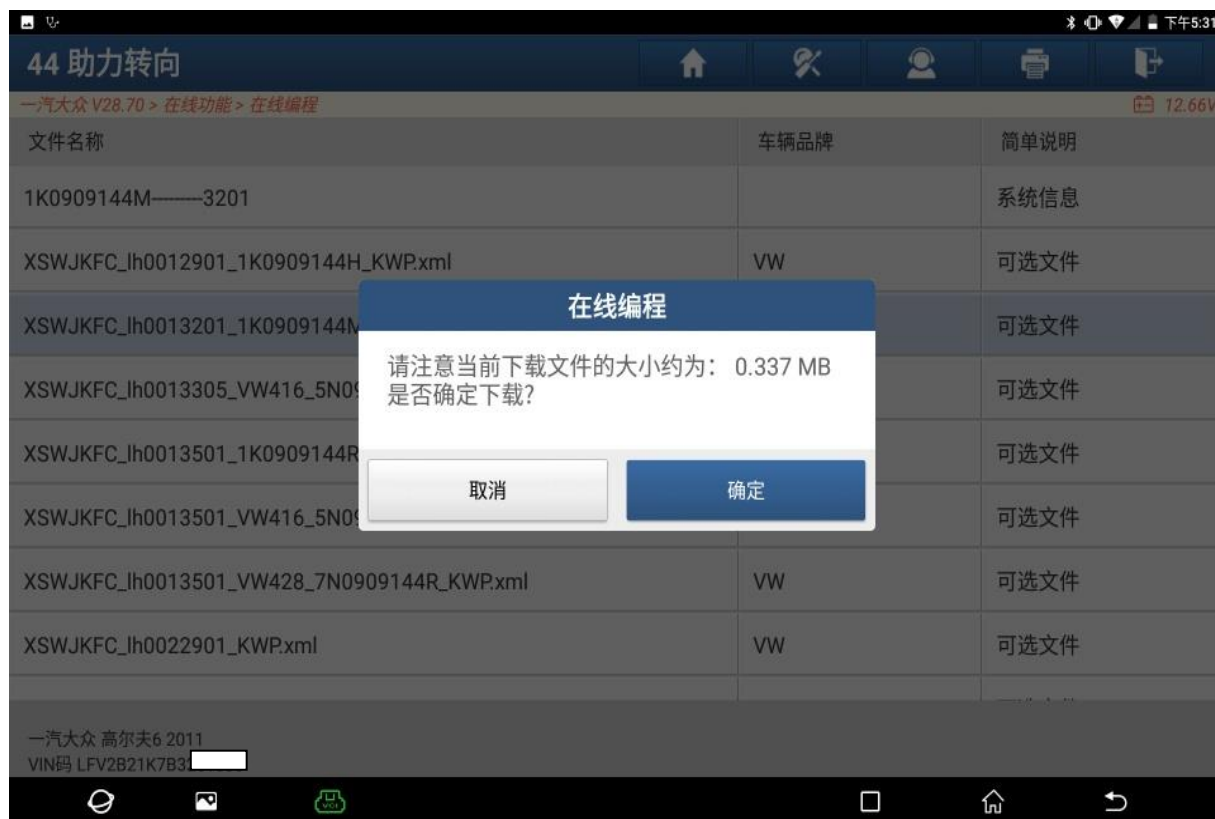 下午5:31
44 助力转向
一汽大众 V28.70 > 在线功能 > 在线编程
12.66V
文件名称 车辆品牌 简单说明
1K0909144M--------3201 系统信息
XSWJKFC_lh0012901_1K0909144H_KWP.xml VW 可选文件
XSWJKFC_lh0013201_1K0909144M 可选文件
XSWJKFC_lh0013305_VW416_5N09 可选文件
XSWJKFC_lh0013501_1K0909144R 可选文件
XSWJKFC_lh0013501_VW416_5N09 可选文件
XSWJKFC_lh0013501_VW428_7N0909144R_KWP.xml VW 可选文件
XSWJKFC_lh0022901_KWP.xml VW 可选文件
在线编程
请注意当前下载文件的大小约为: 0.337 MB
是否确定下载?
取消 确定
一汽大众 高尔夫6 2011
VIN码 LFV2B21K7B3
VCI